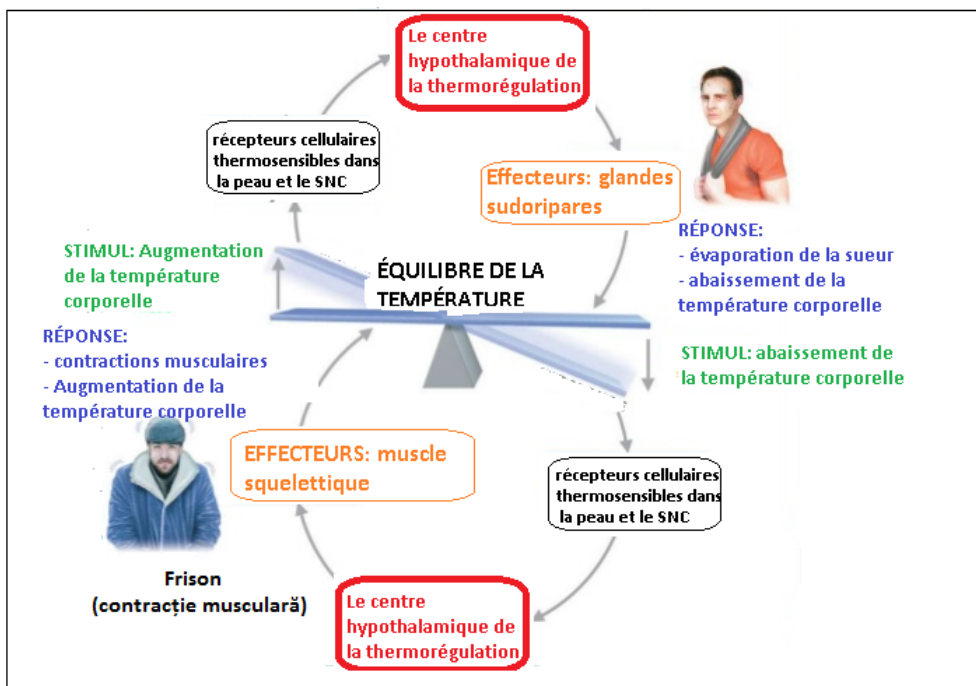 Le centre
hypothalamique de
la thermorégulation
récepteurs cellulaires
thermosensibles dans
la peau et le SNC
Effecteurs: glandes
sudoripares
STIMUL: Augmentation
de la température
corporelle
ÉQUILIBRE DE LA
TEMPÉRATURE
RÉPONSE:
- évaporation de la sueur
- abaissement de la
température corporelle
RÉPONSE:
- contractions musculaires
- Augmentation de la
température corporelle
STIMUL: abaissement de
la température corporelle
EFFECTEURS: muscle
squelettique
récepteurs cellulaires
thermosensibles dans
la peau et le SNC
Frison
(contracție musculară)
Le centre
hypothalamique de
la thermorégulation